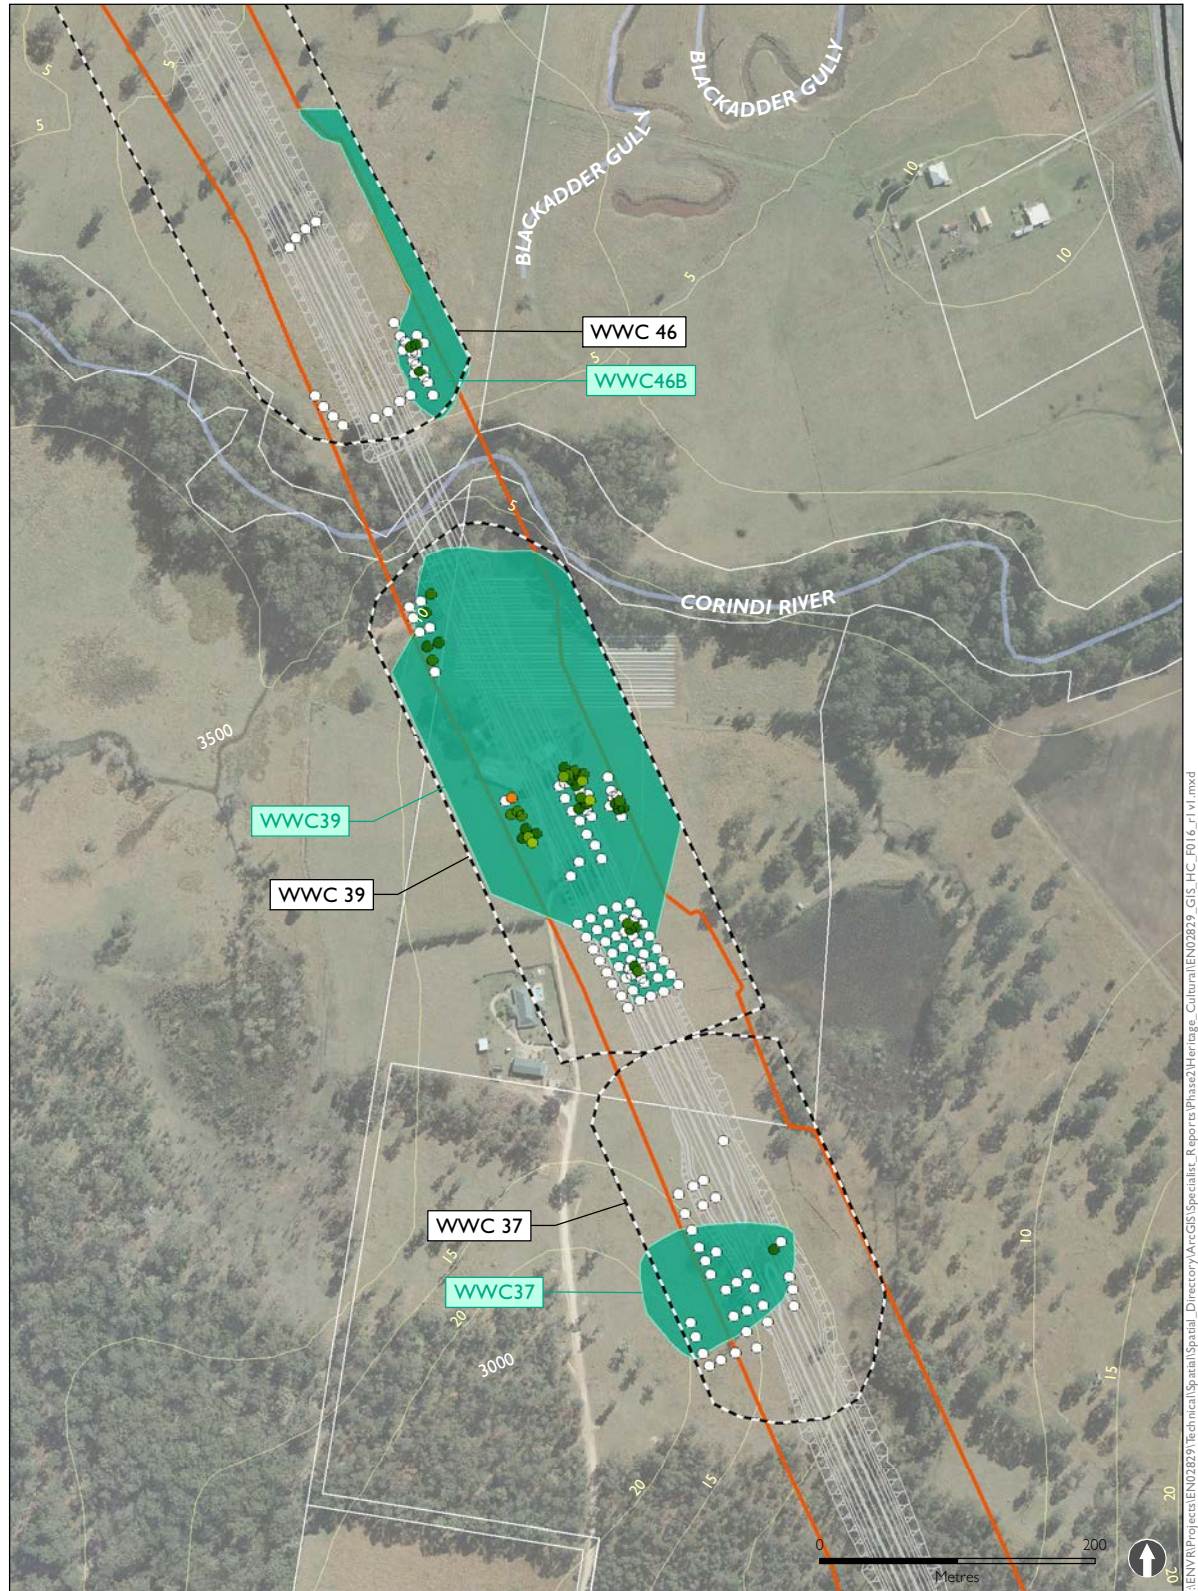 5
5
5
BLACKADDER GULLY
BLACKADDER GULLY
10
10
5
WWC 46
5
WWC46B
5
CORINDI RIVER
10
3500
WWC39
WWC 39
WWC 37
15
WWC37
20
3000
10
15
20
15
20
20
0 200
Metres
ENVR\Projects\EN02829\Technical\Spatial\Spatial_Directory\ArcGIS\Specialist_Reports\Phase2\Heritage_Cultural\EN02829_GIS_HC_F016_r1v1.mxd